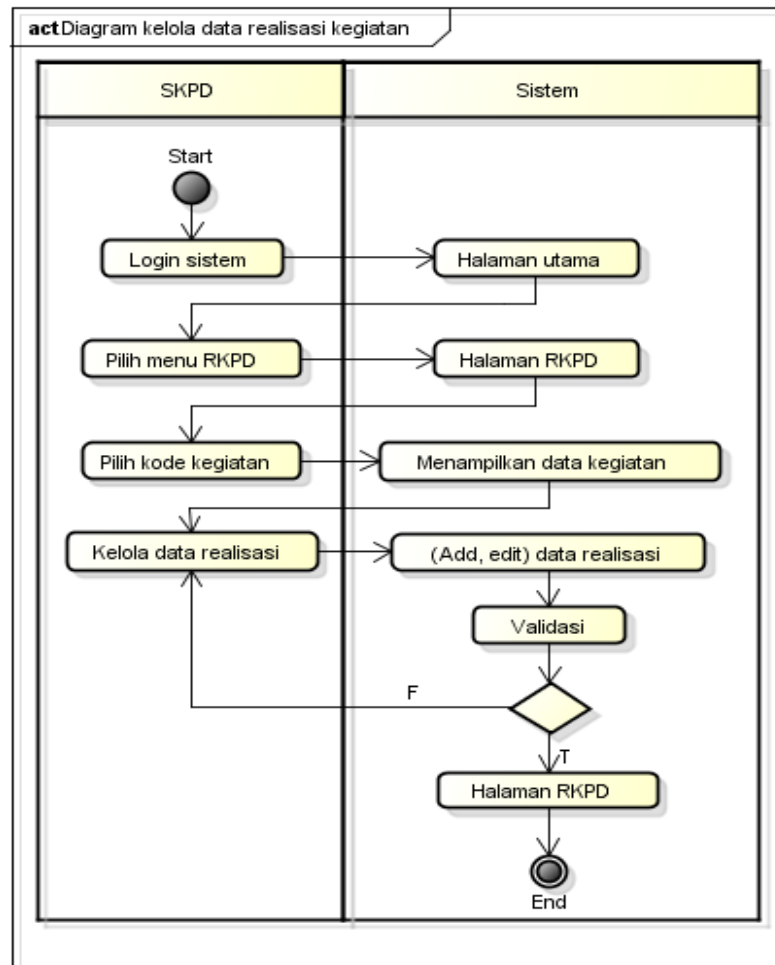 act Diagram kelola data realisasi kegiatan
SKPD
Sistem
Start
Login sistem
Halaman utama
Pilih menu RKPD
Halaman RKPD
Pilih kode kegiatan
Menampilkan data kegiatan
Kelola data realisasi
(Add, edit) data realisasi
Validasi
F
T
Halaman RKPD
End